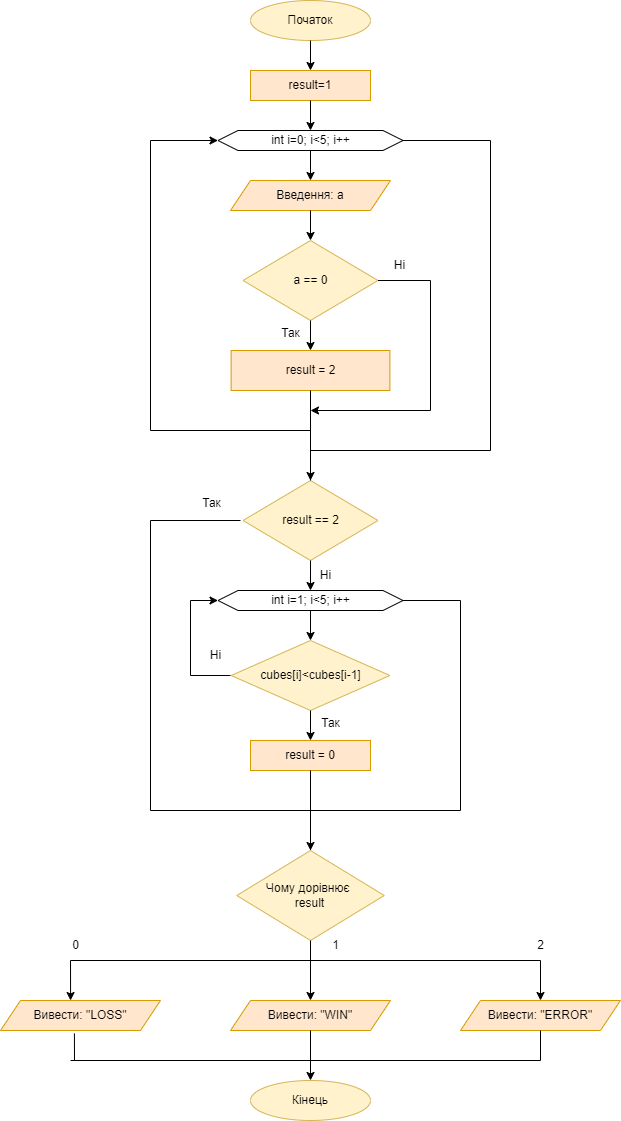 Початок
result=1
int i=0; i<5; i++
Введення: a
a == 0
Ні
Так
result = 2
Так
result == 2
Ні
int i=1; i<5; i++
Ні
cubes[i]<cubes[i-1]
Так
result = 0
Чому дорівнює
result
0
1
2
Вивести: "LOSS"
Вивести: "WIN"
Вивести: "ERROR"
Кінець